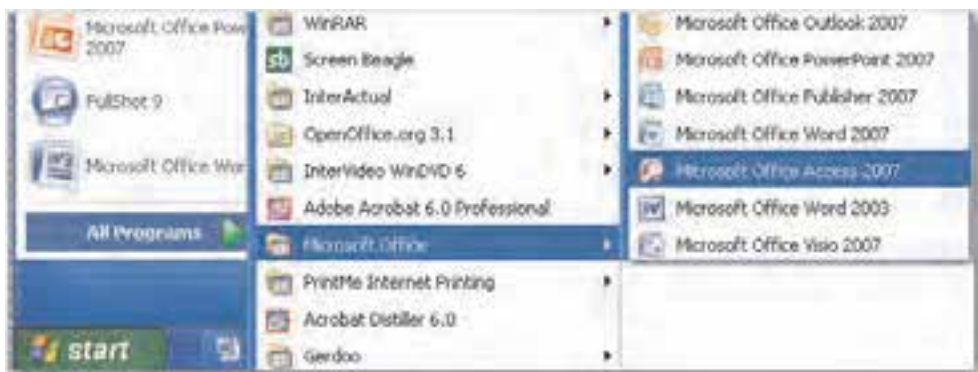 Microsoft Office Pow
2007
FullShot 9
Microsoft Office Wor
All Programs
start
WinRAR
Screen Beagle
InterActual
OpenOffice.org 3.1
InterVideo WinDVD 6
Adobe Acrobat 6.0 Professional
Microsoft Office
PrintMe Internet Printing
Acrobat Distiller 6.0
Gerdoo
Microsoft Office Outlook 2007
Microsoft Office PowerPoint 2007
Microsoft Office Publisher 2007
Microsoft Office Word 2007
Microsoft Office Access 2007
Microsoft Office Word 2003
Microsoft Office Visio 2007